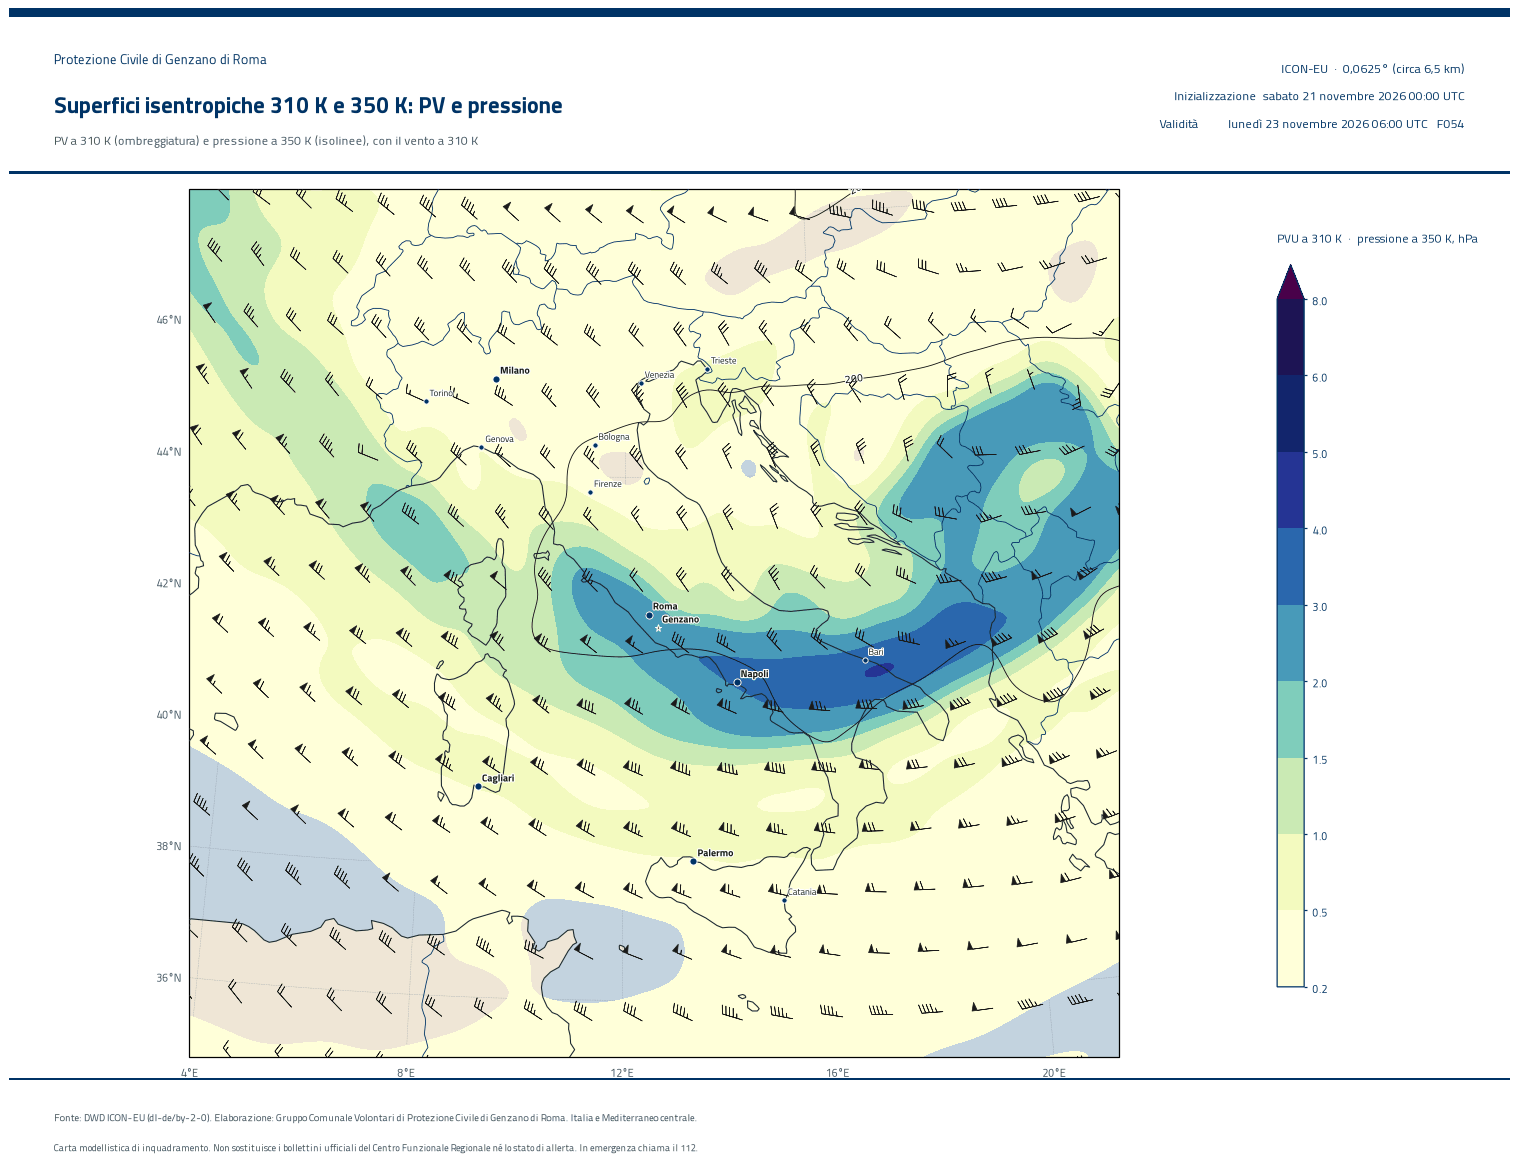 Protezione Civile di Genzano di Roma
Superfici isentropiche 310 K e 350 K: PV e pressione
PV a 310 K (ombreggiatura) e pressione a 350 K (isolinee), con il vento a 310 K
ICON-EU · 0,0625° (circa 6,5 km)
Inizializzazione sabato 21 novembre 2026 00:00 UTC
Validità lunedì 23 novembre 2026 06:00 UTC F054
PVU a 310 K · pressione a 350 K, hPa
8.0
6.0
5.0
4.0
3.0
2.0
1.5
1.0
0.5
0.2
46°N
44°N
42°N
40°N
38°N
36°N
4°E
8°E
12°E
16°E
20°E
200
Trieste
Milano
Venezia
Torino
Bologna
Genova
Firenze
Roma
Genzano
Bari
Napoli
Cagliari
Palermo
Catania
Fonte: DWD ICON-EU (dl-de/by-2-0). Elaborazione: Gruppo Comunale Volontari di Protezione Civile di Genzano di Roma. Italia e Mediterraneo centrale.
Carta modellistica di inquadramento. Non sostituisce i bollettini ufficiali del Centro Funzionale Regionale né lo stato di allerta. In emergenza chiama il 112.